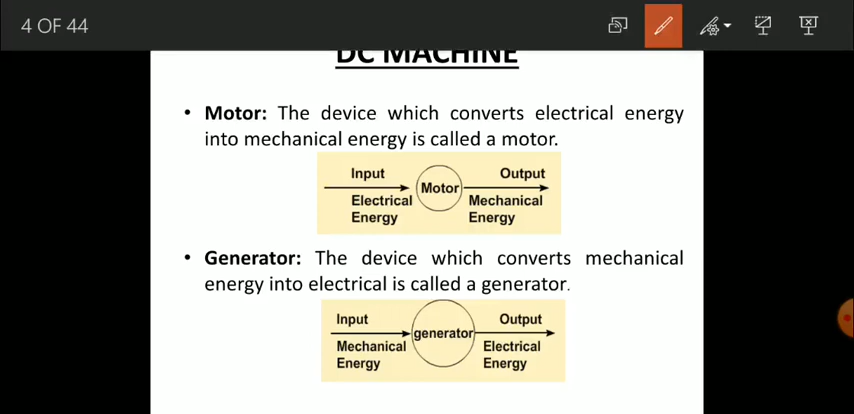 4 OF 44
DC MACHINE
• Motor: The device which converts electrical energy
into mechanical energy is called a motor.
Input
Output
Motor
Electrical
Energy
Mechanical
Energy
• Generator: The device which converts mechanical
energy into electrical is called a generator.
Input
Output
generator
Mechanical
Energy
Electrical
Energy